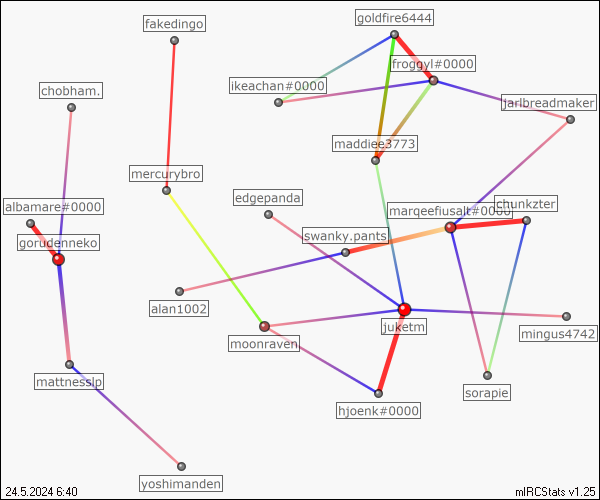 fakedingo
goldfire6444
froggyl#0000
ikeachan#0000
chobham.
jarlbreadmaker
maddiee3773
mercurybro
edgepanda
albamare#0000
marqeefiusalt#0000
chunkzter
gorudenneko
swanky.pants
alan1002
juketm
mingus4742
moonraven
mattnesslp
sorapie
hjoenk#0000
yoshimanden
24.5.2024 6:40
mIRCStats v1.25